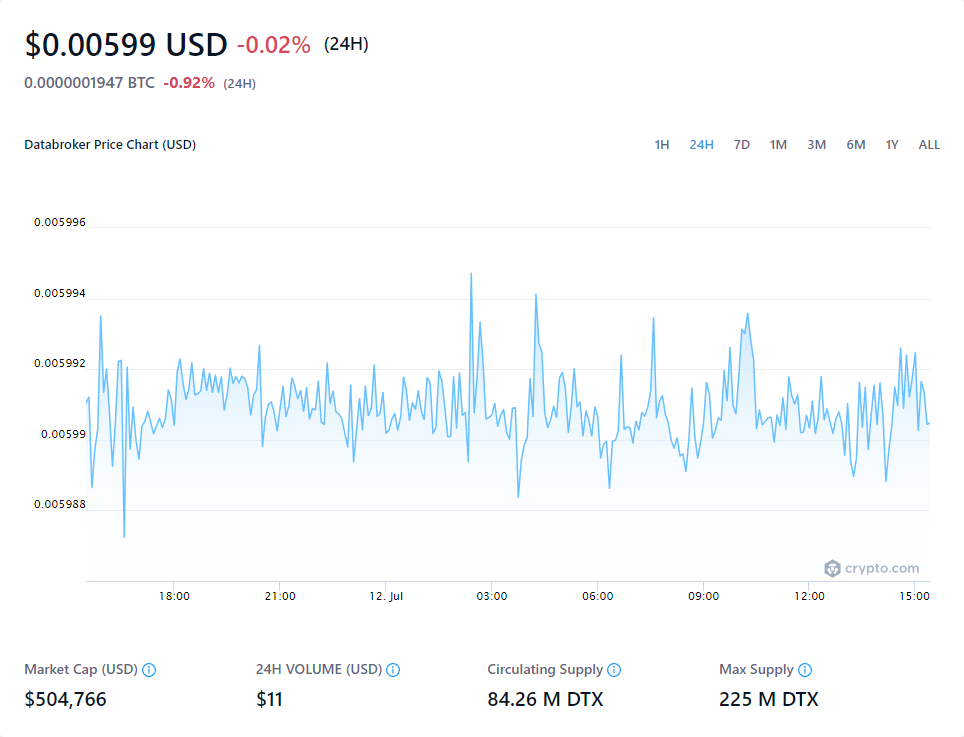 $0.00599 USD -0.02% (24H)
0.0000001947 BTC -0.92% (24H)
Databroker Price Chart (USD) 1H 24H 7D 1M 3M 6M 1Y ALL
0.005996
0.005994
0.005992
0.00599
0.005988
crypto.com
18:00 21:00 12. Jul 03:00 06:00 09:00 12:00 15:00
Market Cap (USD) 24H VOLUME (USD) Circulating Supply Max Supply
$504,766 $11 84.26 M DTX 225 M DTX